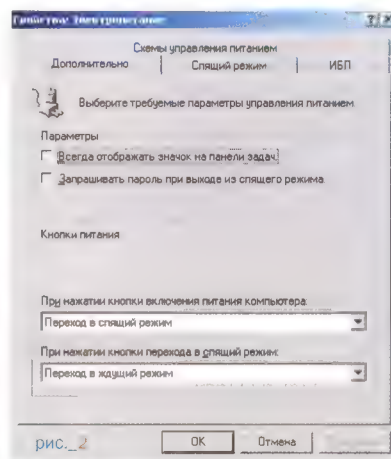 Свойства: Электропитание
Схемы управления питанием
Дополнительно Спящий режим ИБП
Выберите требуемые параметры управления питанием
Параметры
Всегда отображать значок на панели задач
Запрашивать пароль при выходе из спящего режима
Кнопки питания
При нажатии кнопки включения питания компьютера
Переход в спящий режим
При нажатии кнопки перехода в спящий режим:
Переход в ждущий режим
рис._2
OK Отмена